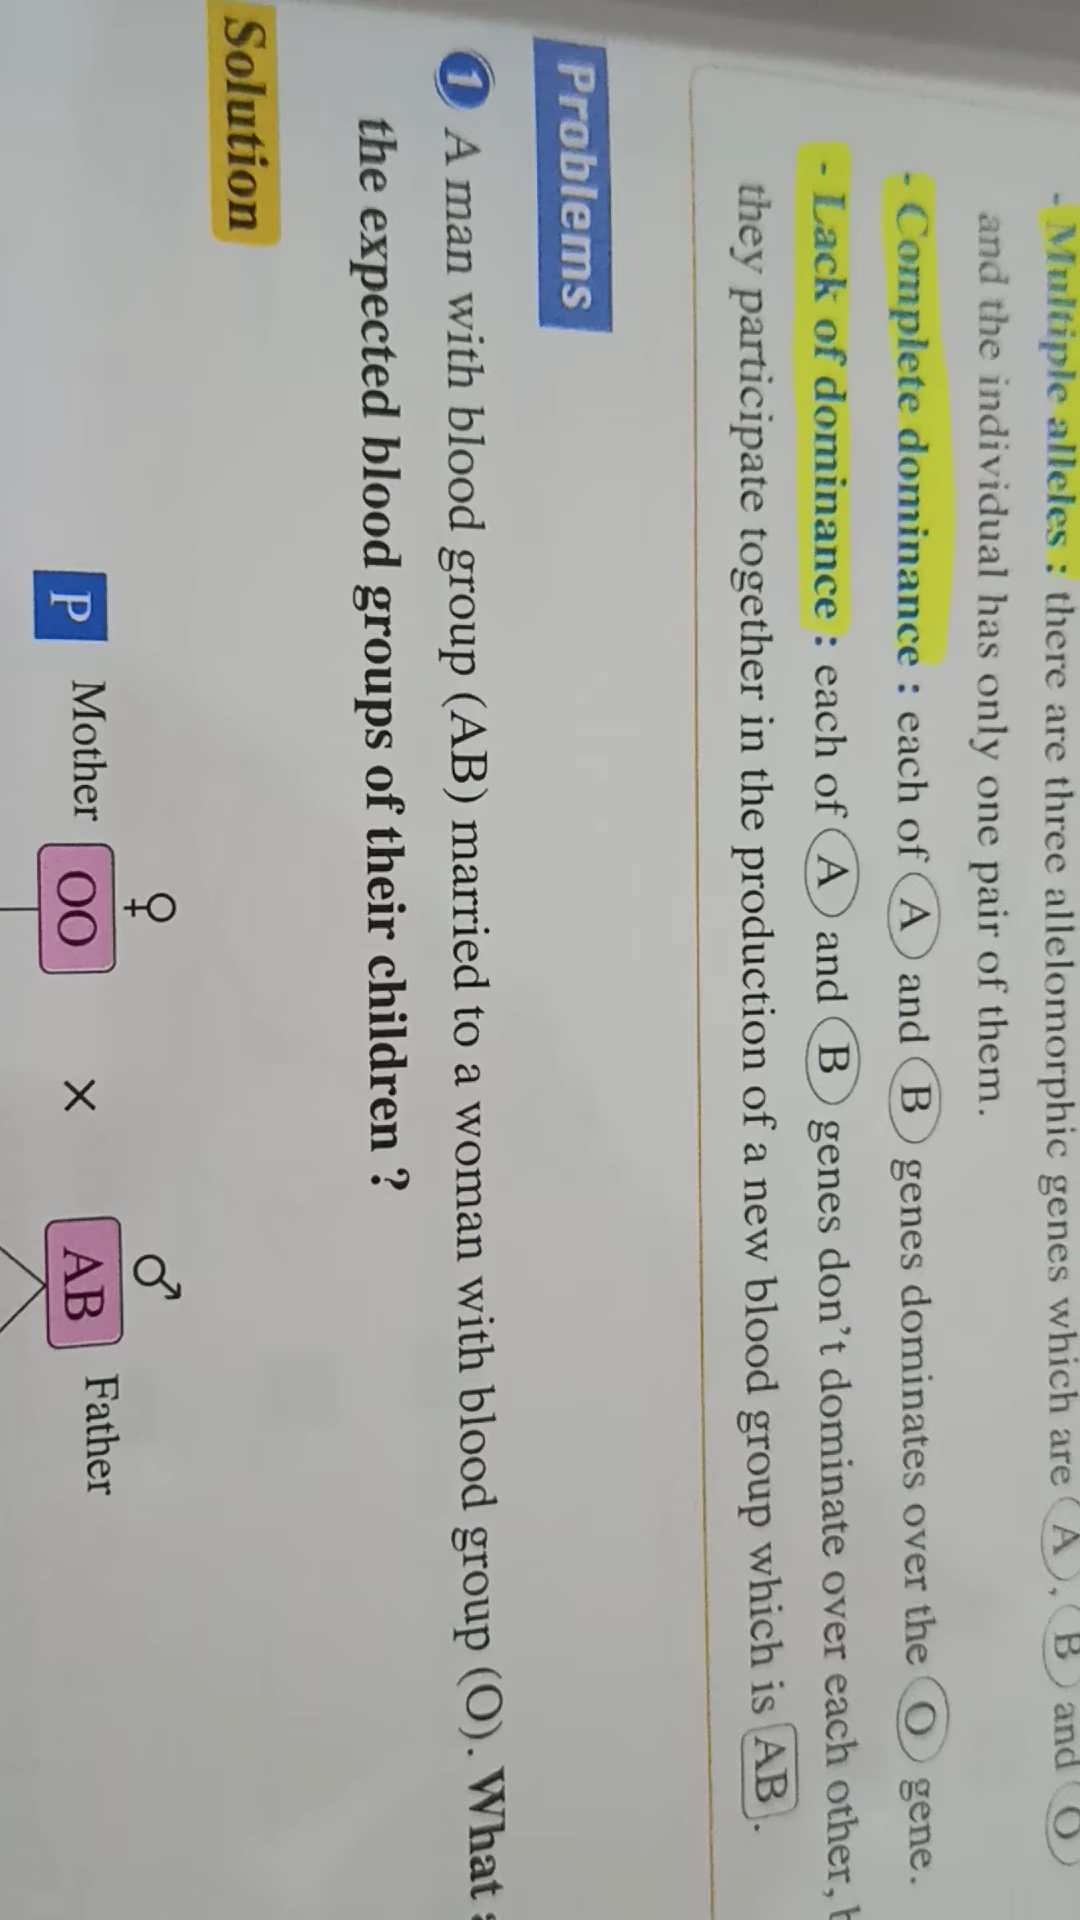 - Multiple alleles : there are three allelomorphic genes which are A, B and O
and the individual has only one pair of them.
- Complete dominance : each of A and B genes dominates over the O gene.
- Lack of dominance : each of A and B genes don't dominate over each other,
they participate together in the production of a new blood group which is AB.
Problems
1 A man with blood group (AB) married to a woman with blood group (O). What
the expected blood groups of their children ?
Solution
♀ ♂
P Mother OO × AB Father